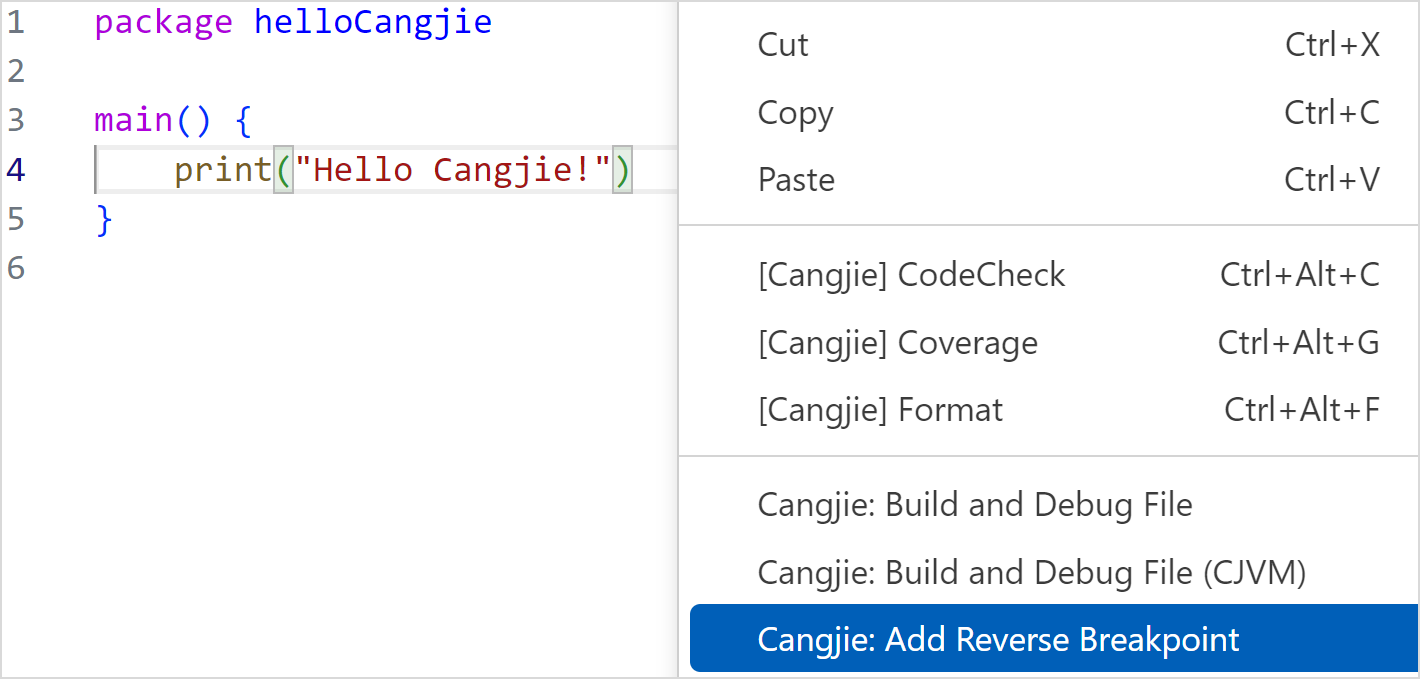 1 package helloCangjie
2
3 main() {
4     print("Hello Cangjie!")
5 }
6
Cut Ctrl+X
Copy Ctrl+C
Paste Ctrl+V
[Cangjie] CodeCheck Ctrl+Alt+C
[Cangjie] Coverage Ctrl+Alt+G
[Cangjie] Format Ctrl+Alt+F
Cangjie: Build and Debug File
Cangjie: Build and Debug File (CJVM)
Cangjie: Add Reverse Breakpoint